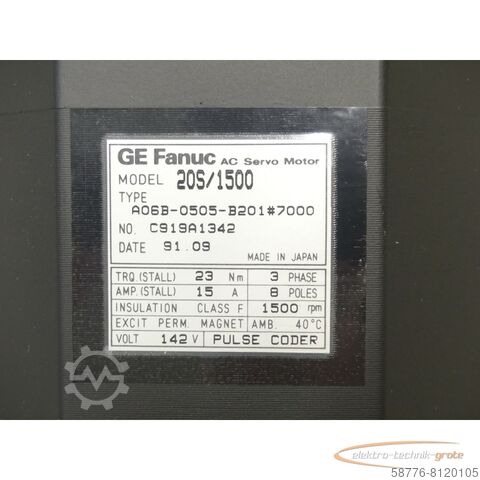 GE Fanuc AC Servo Motor
MODEL 20S/1500
TYPE
A06B-0505-B201#7000
NO. C919A1342
DATE 91.09
MADE IN JAPAN
TRQ.(STALL) 23 Nm 3 PHASE
AMP.(STALL) 15 A 8 POLES
INSULATION CLASS F 1500 rpm
EXCIT PERM. MAGNET AMB. 40°C
VOLT 142 V PULSE CODER
elektro-technik-grote
58776-8120105